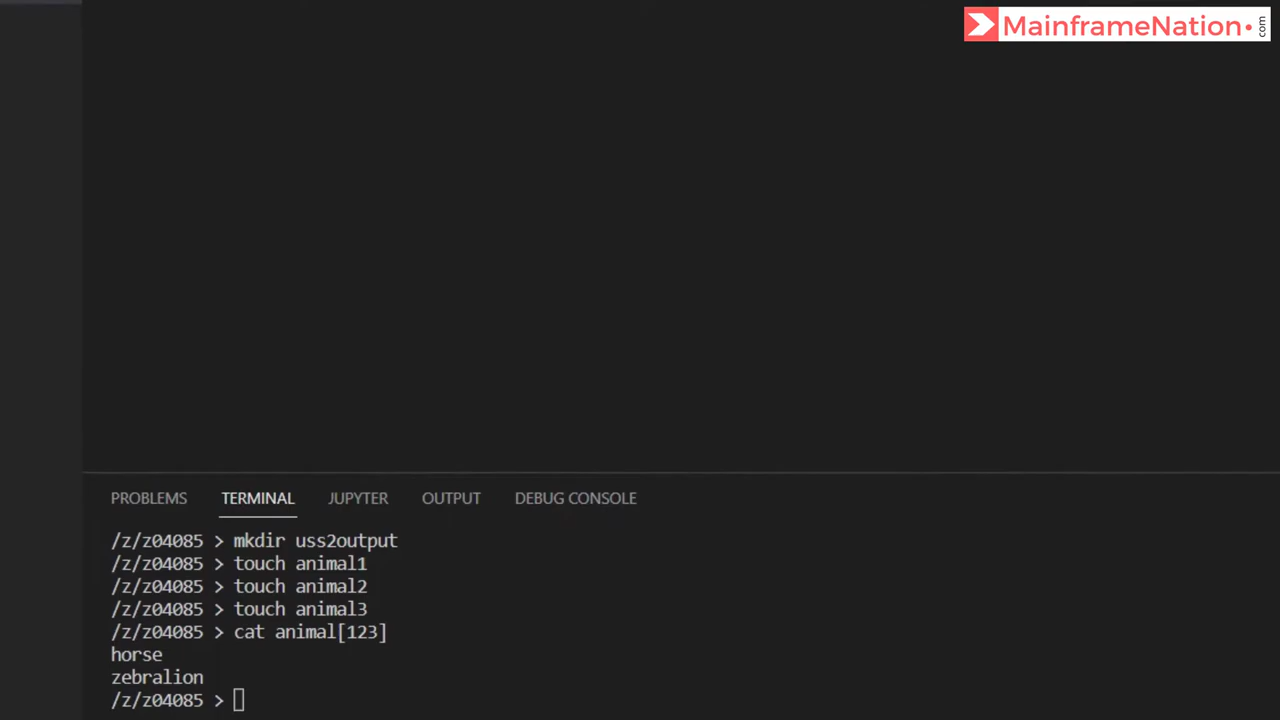 MainframeNation.com
PROBLEMS TERMINAL JUPYTER OUTPUT DEBUG CONSOLE
/z/z04085 > mkdir uss2output
/z/z04085 > touch animal1
/z/z04085 > touch animal2
/z/z04085 > touch animal3
/z/z04085 > cat animal[123]
horse
zebralion
/z/z04085 >